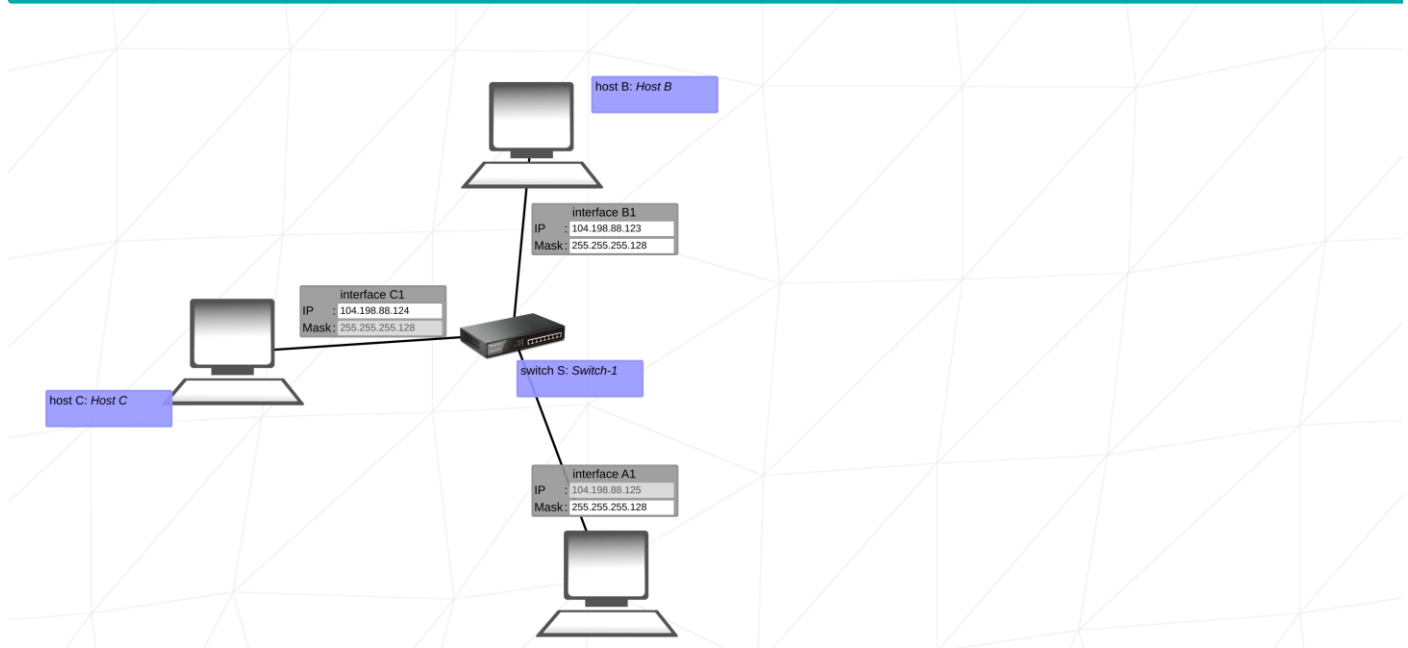 host B: Host B
interface B1
IP : 104.198.88.123
Mask: 255.255.255.128
interface C1
IP : 104.198.88.124
Mask: 255.255.255.128
switch S: Switch-1
host C: Host C
interface A1
IP : 104.198.88.125
Mask: 255.255.255.128